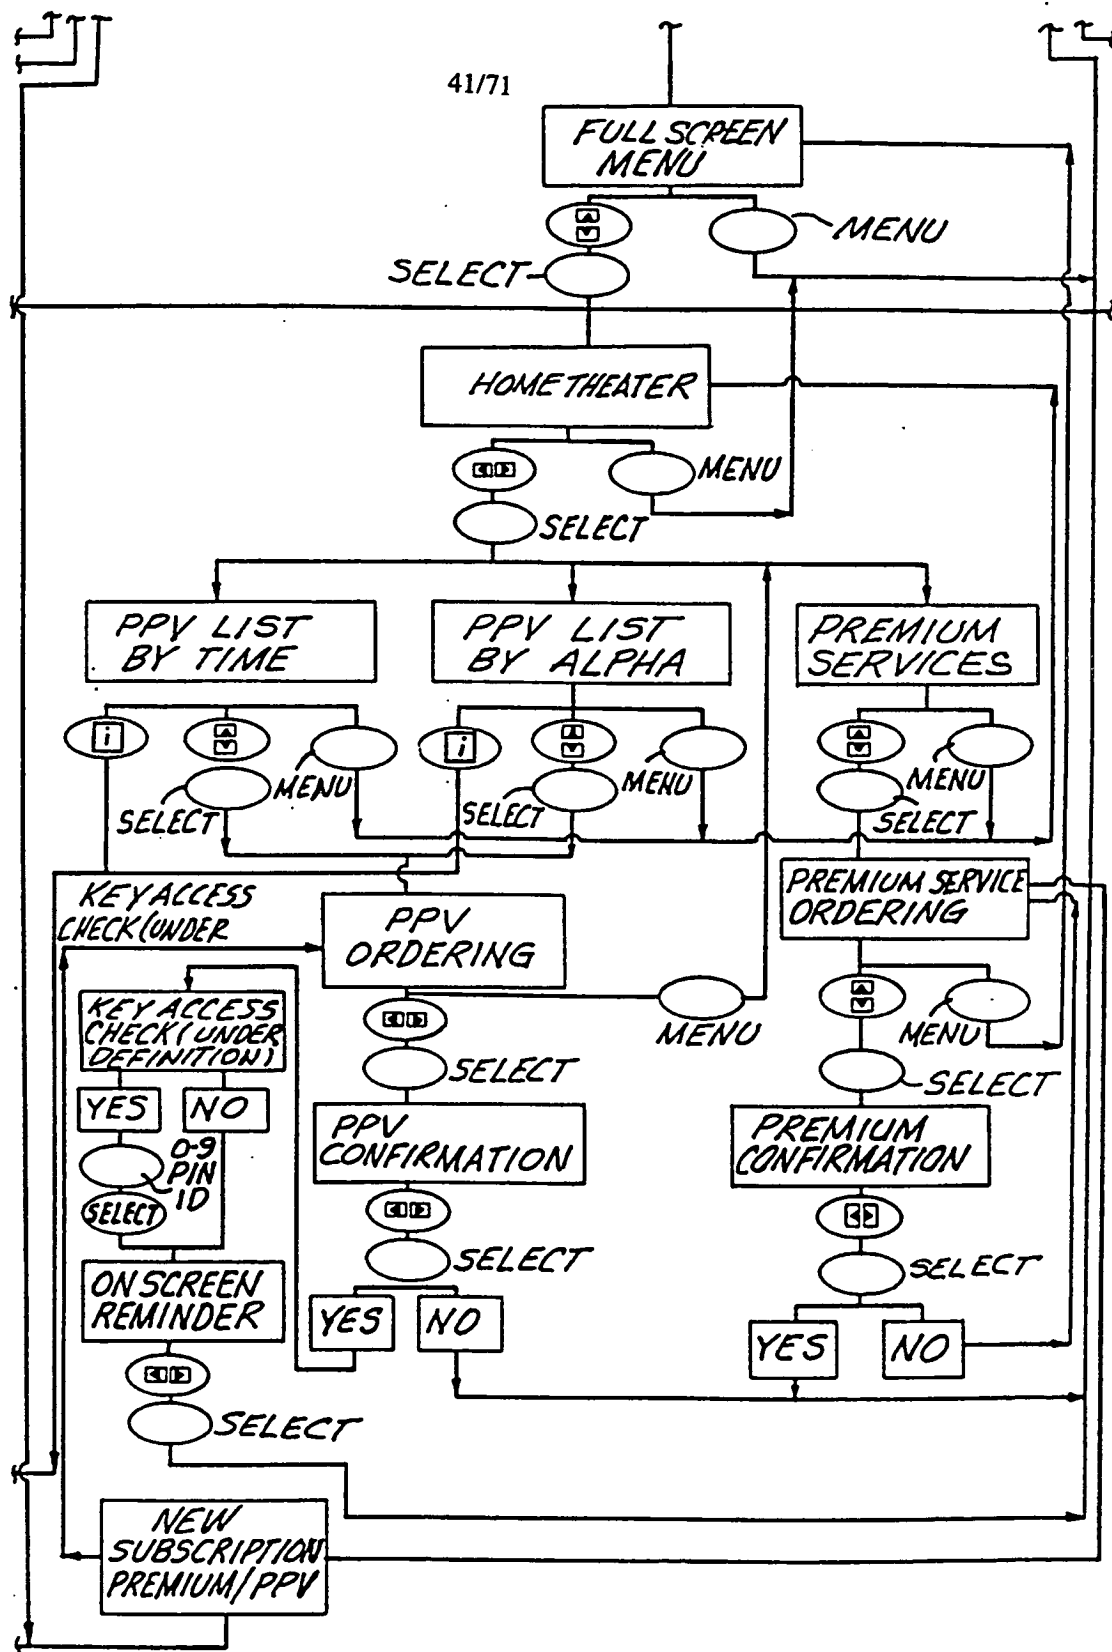 41/71
FULL SCREEN
MENU
MENU
SELECT
HOME THEATER
MENU
SELECT
PPV LIST
BY TIME
PPV LIST
BY ALPHA
PREMIUM
SERVICES
i
MENU
SELECT
i
MENU
SELECT
MENU
SELECT
KEY ACCESS
CHECK (UNDER
PPV
ORDERING
PREMIUM SERVICE
ORDERING
MENU
MENU
SELECT
KEY ACCESS
CHECK (UNDER
DEFINITION)
YES
NO
0-9
PIN
ID
SELECT
SELECT
PPV
CONFIRMATION
PREMIUM
CONFIRMATION
SELECT
SELECT
ON SCREEN
REMINDER
YES
NO
YES
NO
SELECT
NEW
SUBSCRIPTION
PREMIUM/PPV